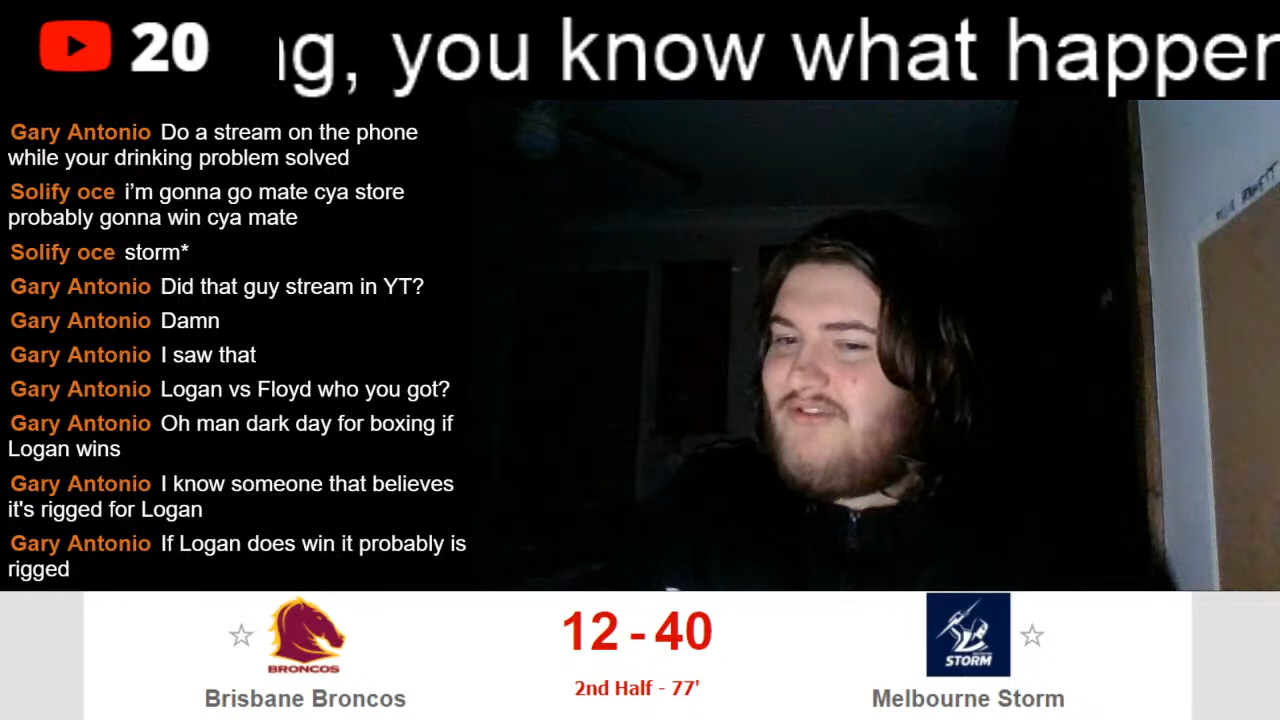 20
g, you know what happen
Gary Antonio Do a stream on the phone
while your drinking problem solved
Solify oce i'm gonna go mate cya store
probably gonna win cya mate
Solify oce storm*
Gary Antonio Did that guy stream in YT?
Gary Antonio Damn
Gary Antonio I saw that
Gary Antonio Logan vs Floyd who you got?
Gary Antonio Oh man dark day for boxing if
Logan wins
Gary Antonio I know someone that believes
it's rigged for Logan
Gary Antonio If Logan does win it probably is
rigged
BRONCOS
Brisbane Broncos
12 - 40
2nd Half - 77'
STORM
Melbourne Storm